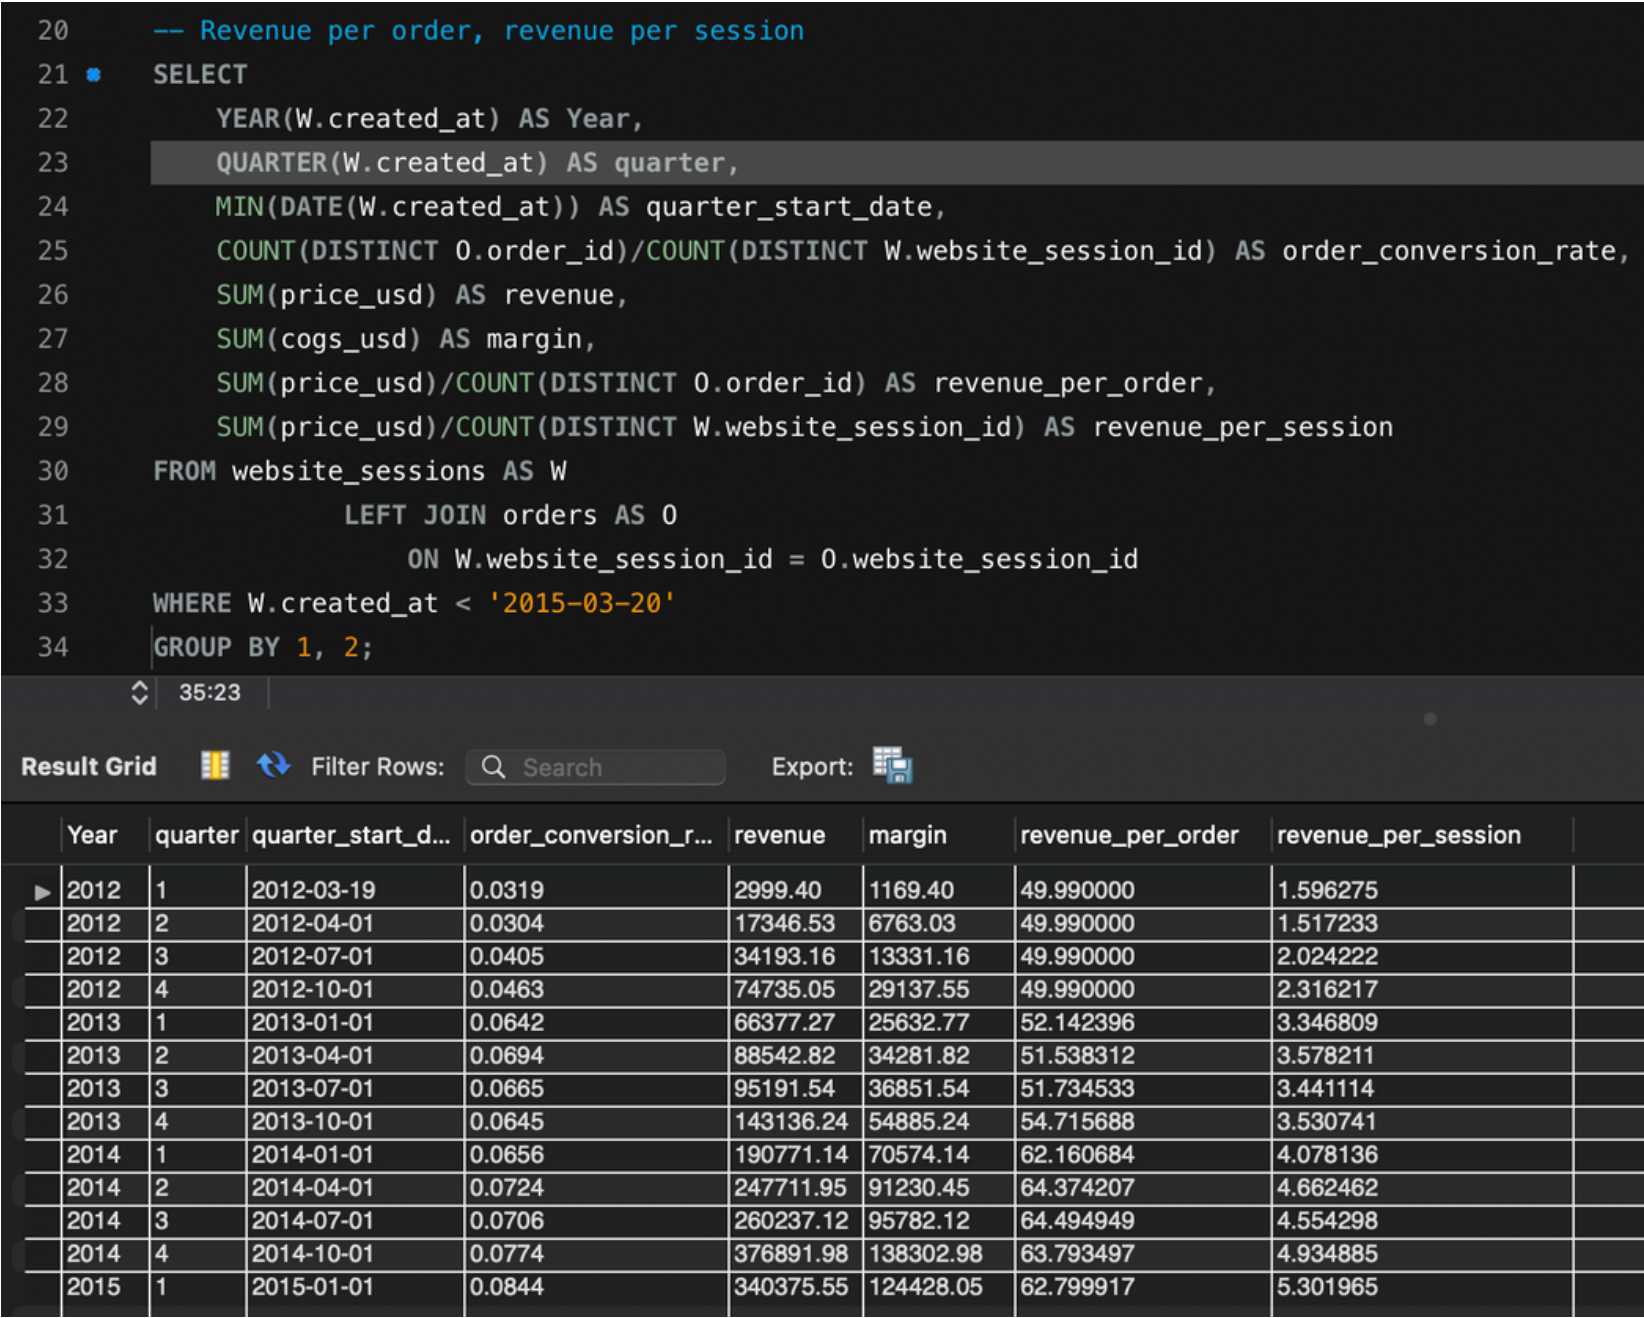 20 -- Revenue per order, revenue per session
21 SELECT
22 YEAR(W.created_at) AS Year,
23 QUARTER(W.created_at) AS quarter,
24 MIN(DATE(W.created_at)) AS quarter_start_date,
25 COUNT(DISTINCT O.order_id)/COUNT(DISTINCT W.website_session_id) AS order_conversion_rate,
26 SUM(price_usd) AS revenue,
27 SUM(cogs_usd) AS margin,
28 SUM(price_usd)/COUNT(DISTINCT O.order_id) AS revenue_per_order,
29 SUM(price_usd)/COUNT(DISTINCT W.website_session_id) AS revenue_per_session
30 FROM website_sessions AS W
31 LEFT JOIN orders AS O
32 ON W.website_session_id = O.website_session_id
33 WHERE W.created_at < '2015-03-20'
34 GROUP BY 1, 2;
35:23
Result Grid Filter Rows: Search Export:
Year quarter quarter_start_d... order_conversion_r... revenue margin revenue_per_order revenue_per_session
2012 1 2012-03-19 0.0319 2999.40 1169.40 49.990000 1.596275
2012 2 2012-04-01 0.0304 17346.53 6763.03 49.990000 1.517233
2012 3 2012-07-01 0.0405 34193.16 13331.16 49.990000 2.024222
2012 4 2012-10-01 0.0463 74735.05 29137.55 49.990000 2.316217
2013 1 2013-01-01 0.0642 66377.27 25632.77 52.142396 3.346809
2013 2 2013-04-01 0.0694 88542.82 34281.82 51.538312 3.578211
2013 3 2013-07-01 0.0665 95191.54 36851.54 51.734533 3.441114
2013 4 2013-10-01 0.0645 143136.24 54885.24 54.715688 3.530741
2014 1 2014-01-01 0.0656 190771.14 70574.14 62.160684 4.078136
2014 2 2014-04-01 0.0724 247711.95 91230.45 64.374207 4.662462
2014 3 2014-07-01 0.0706 260237.12 95782.12 64.494949 4.554298
2014 4 2014-10-01 0.0774 376891.98 138302.98 63.793497 4.934885
2015 1 2015-01-01 0.0844 340375.55 124428.05 62.799917 5.301965